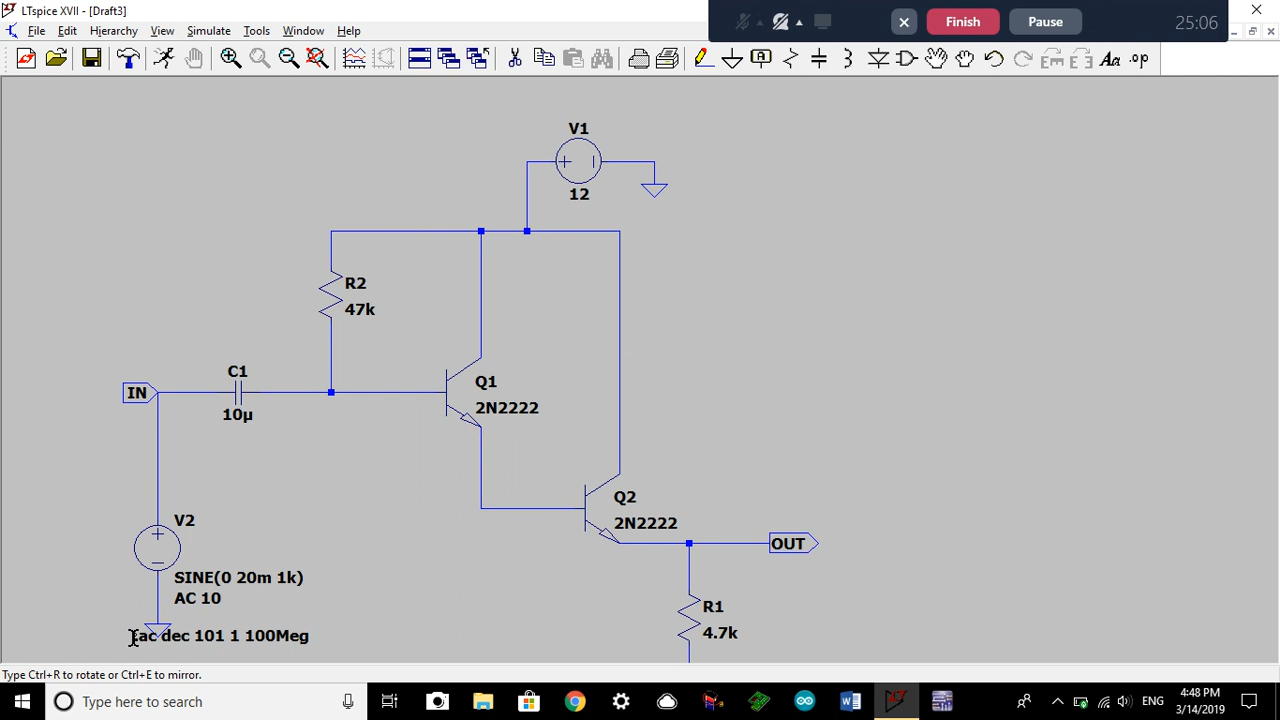 LTspice XVII - [Draft3]
File Edit Hierarchy View Simulate Tools Window Help
Finish
Pause
25:06
Aa .op
V1
12
R2
47k
C1
10µ
IN
Q1
2N2222
Q2
2N2222
OUT
V2
SINE(0 20m 1k)
AC 10
.ac dec 101 1 100Meg
R1
4.7k
Type Ctrl+R to rotate or Ctrl+E to mirror.
Type here to search
ENG
4:48 PM
3/14/2019